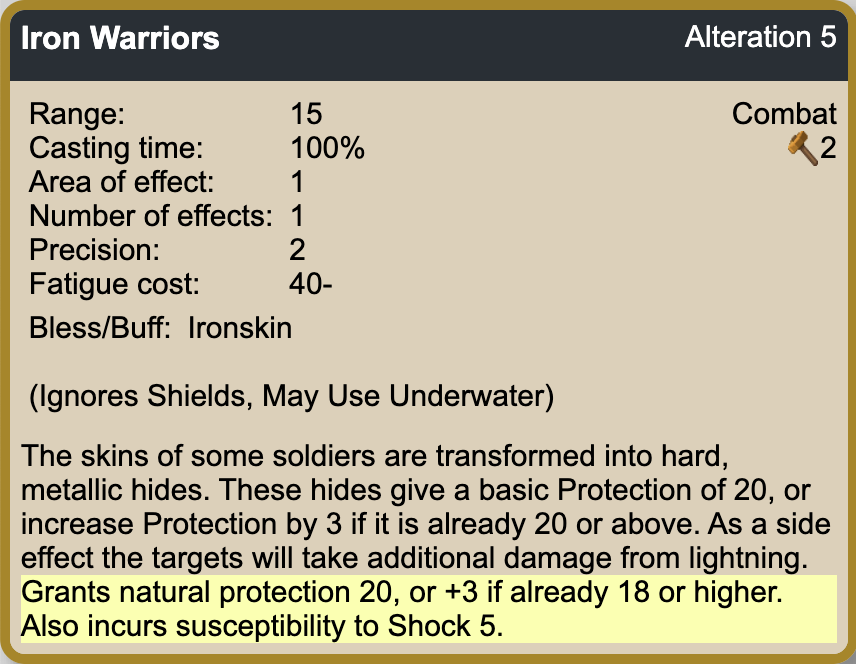 Iron Warriors Alteration 5
Range: 15 Combat
Casting time: 100% 2
Area of effect: 1
Number of effects: 1
Precision: 2
Fatigue cost: 40-
Bless/Buff: Ironskin
(Ignores Shields, May Use Underwater)
The skins of some soldiers are transformed into hard,
metallic hides. These hides give a basic Protection of 20, or
increase Protection by 3 if it is already 20 or above. As a side
effect the targets will take additional damage from lightning.
Grants natural protection 20, or +3 if already 18 or higher.
Also incurs susceptibility to Shock 5.